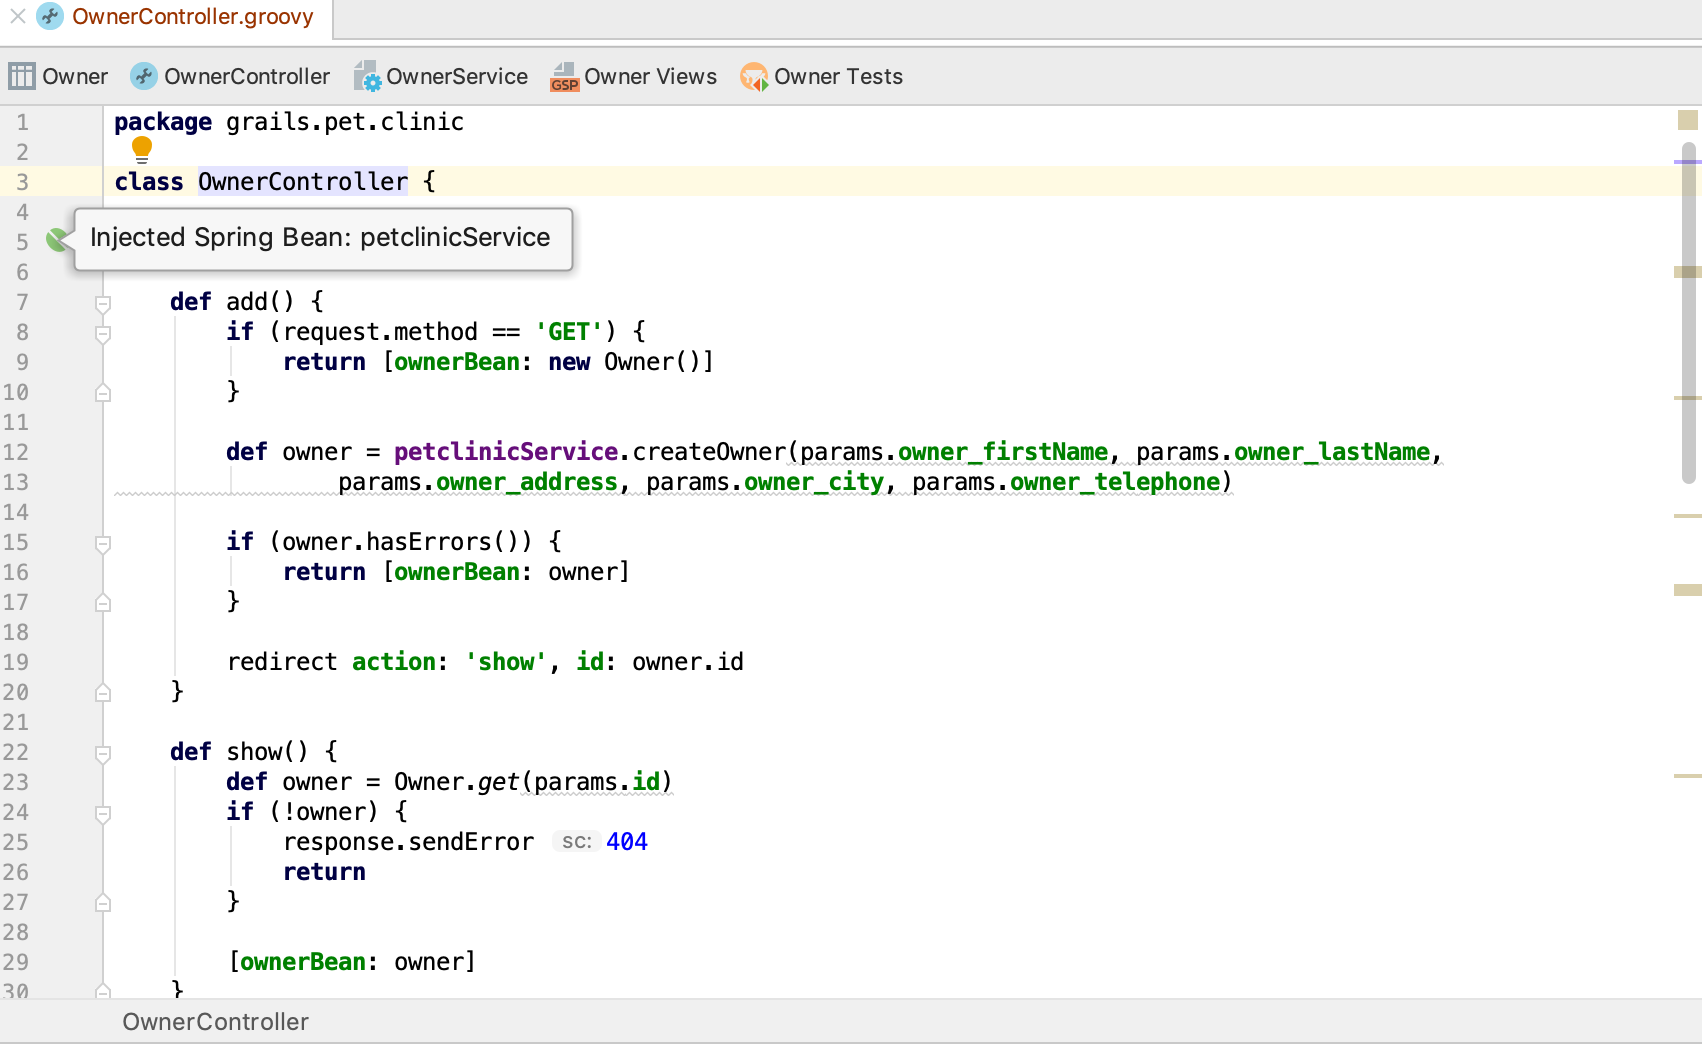 OwnerController.groovy
Owner OwnerController OwnerService GSP Owner Views Owner Tests
1 package grails.pet.clinic
2
3 class OwnerController {
4
5 Injected Spring Bean: petclinicService
6
7 def add() {
8 if (request.method == 'GET') {
9 return [ownerBean: new Owner()]
10 }
11
12 def owner = petclinicService.createOwner(params.owner_firstName, params.owner_lastName,
13 params.owner_address, params.owner_city, params.owner_telephone)
14
15 if (owner.hasErrors()) {
16 return [ownerBean: owner]
17 }
18
19 redirect action: 'show', id: owner.id
20 }
21
22 def show() {
23 def owner = Owner.get(params.id)
24 if (!owner) {
25 response.sendError sc: 404
26 return
27 }
28
29 [ownerBean: owner]
30 }
OwnerController